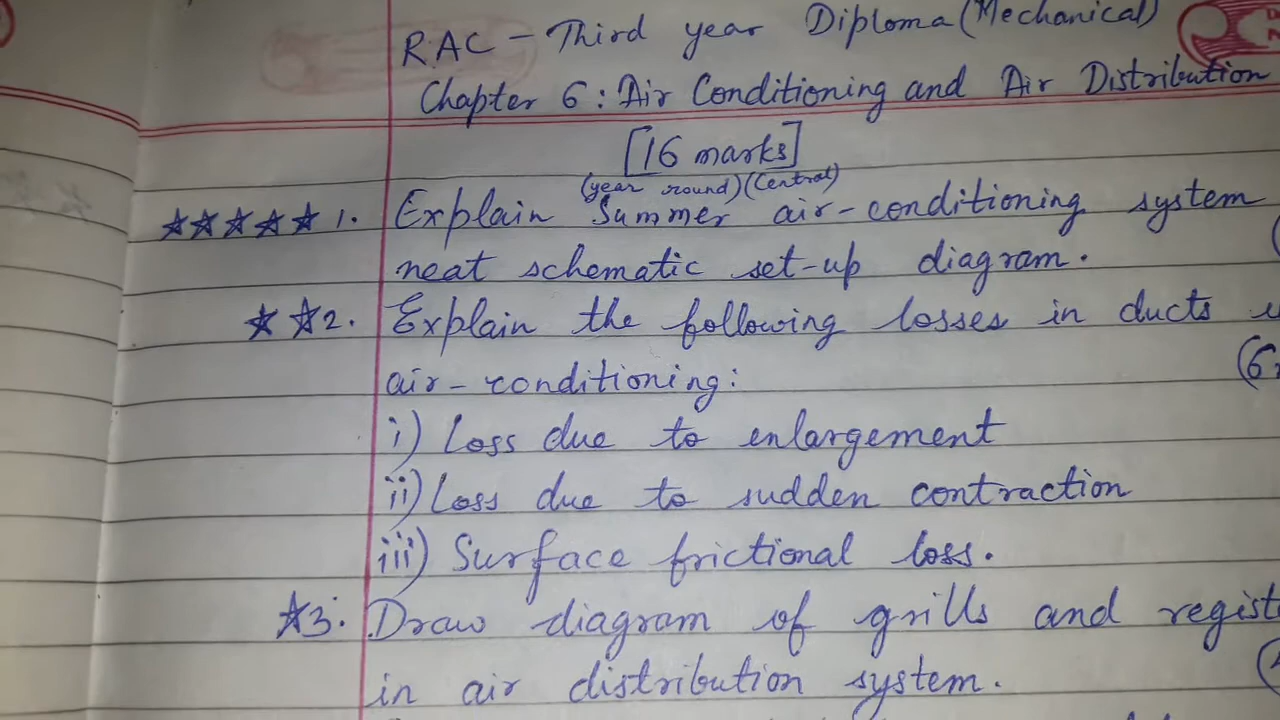 RAC - Third year Diploma (Mechanical)
Chapter 6: Air Conditioning and Air Distribution
[16 marks]
(year round) (Central)
★★★★★ 1. Explain Summer air-conditioning system
neat schematic set-up diagram.
★ ★ 2. Explain the following losses in ducts
air-conditioning: (6
i) Loss due to enlargement
ii) Loss due to sudden contraction
iii) Surface frictional loss.
★3. Draw diagram of grills and regist
in air distribution system.